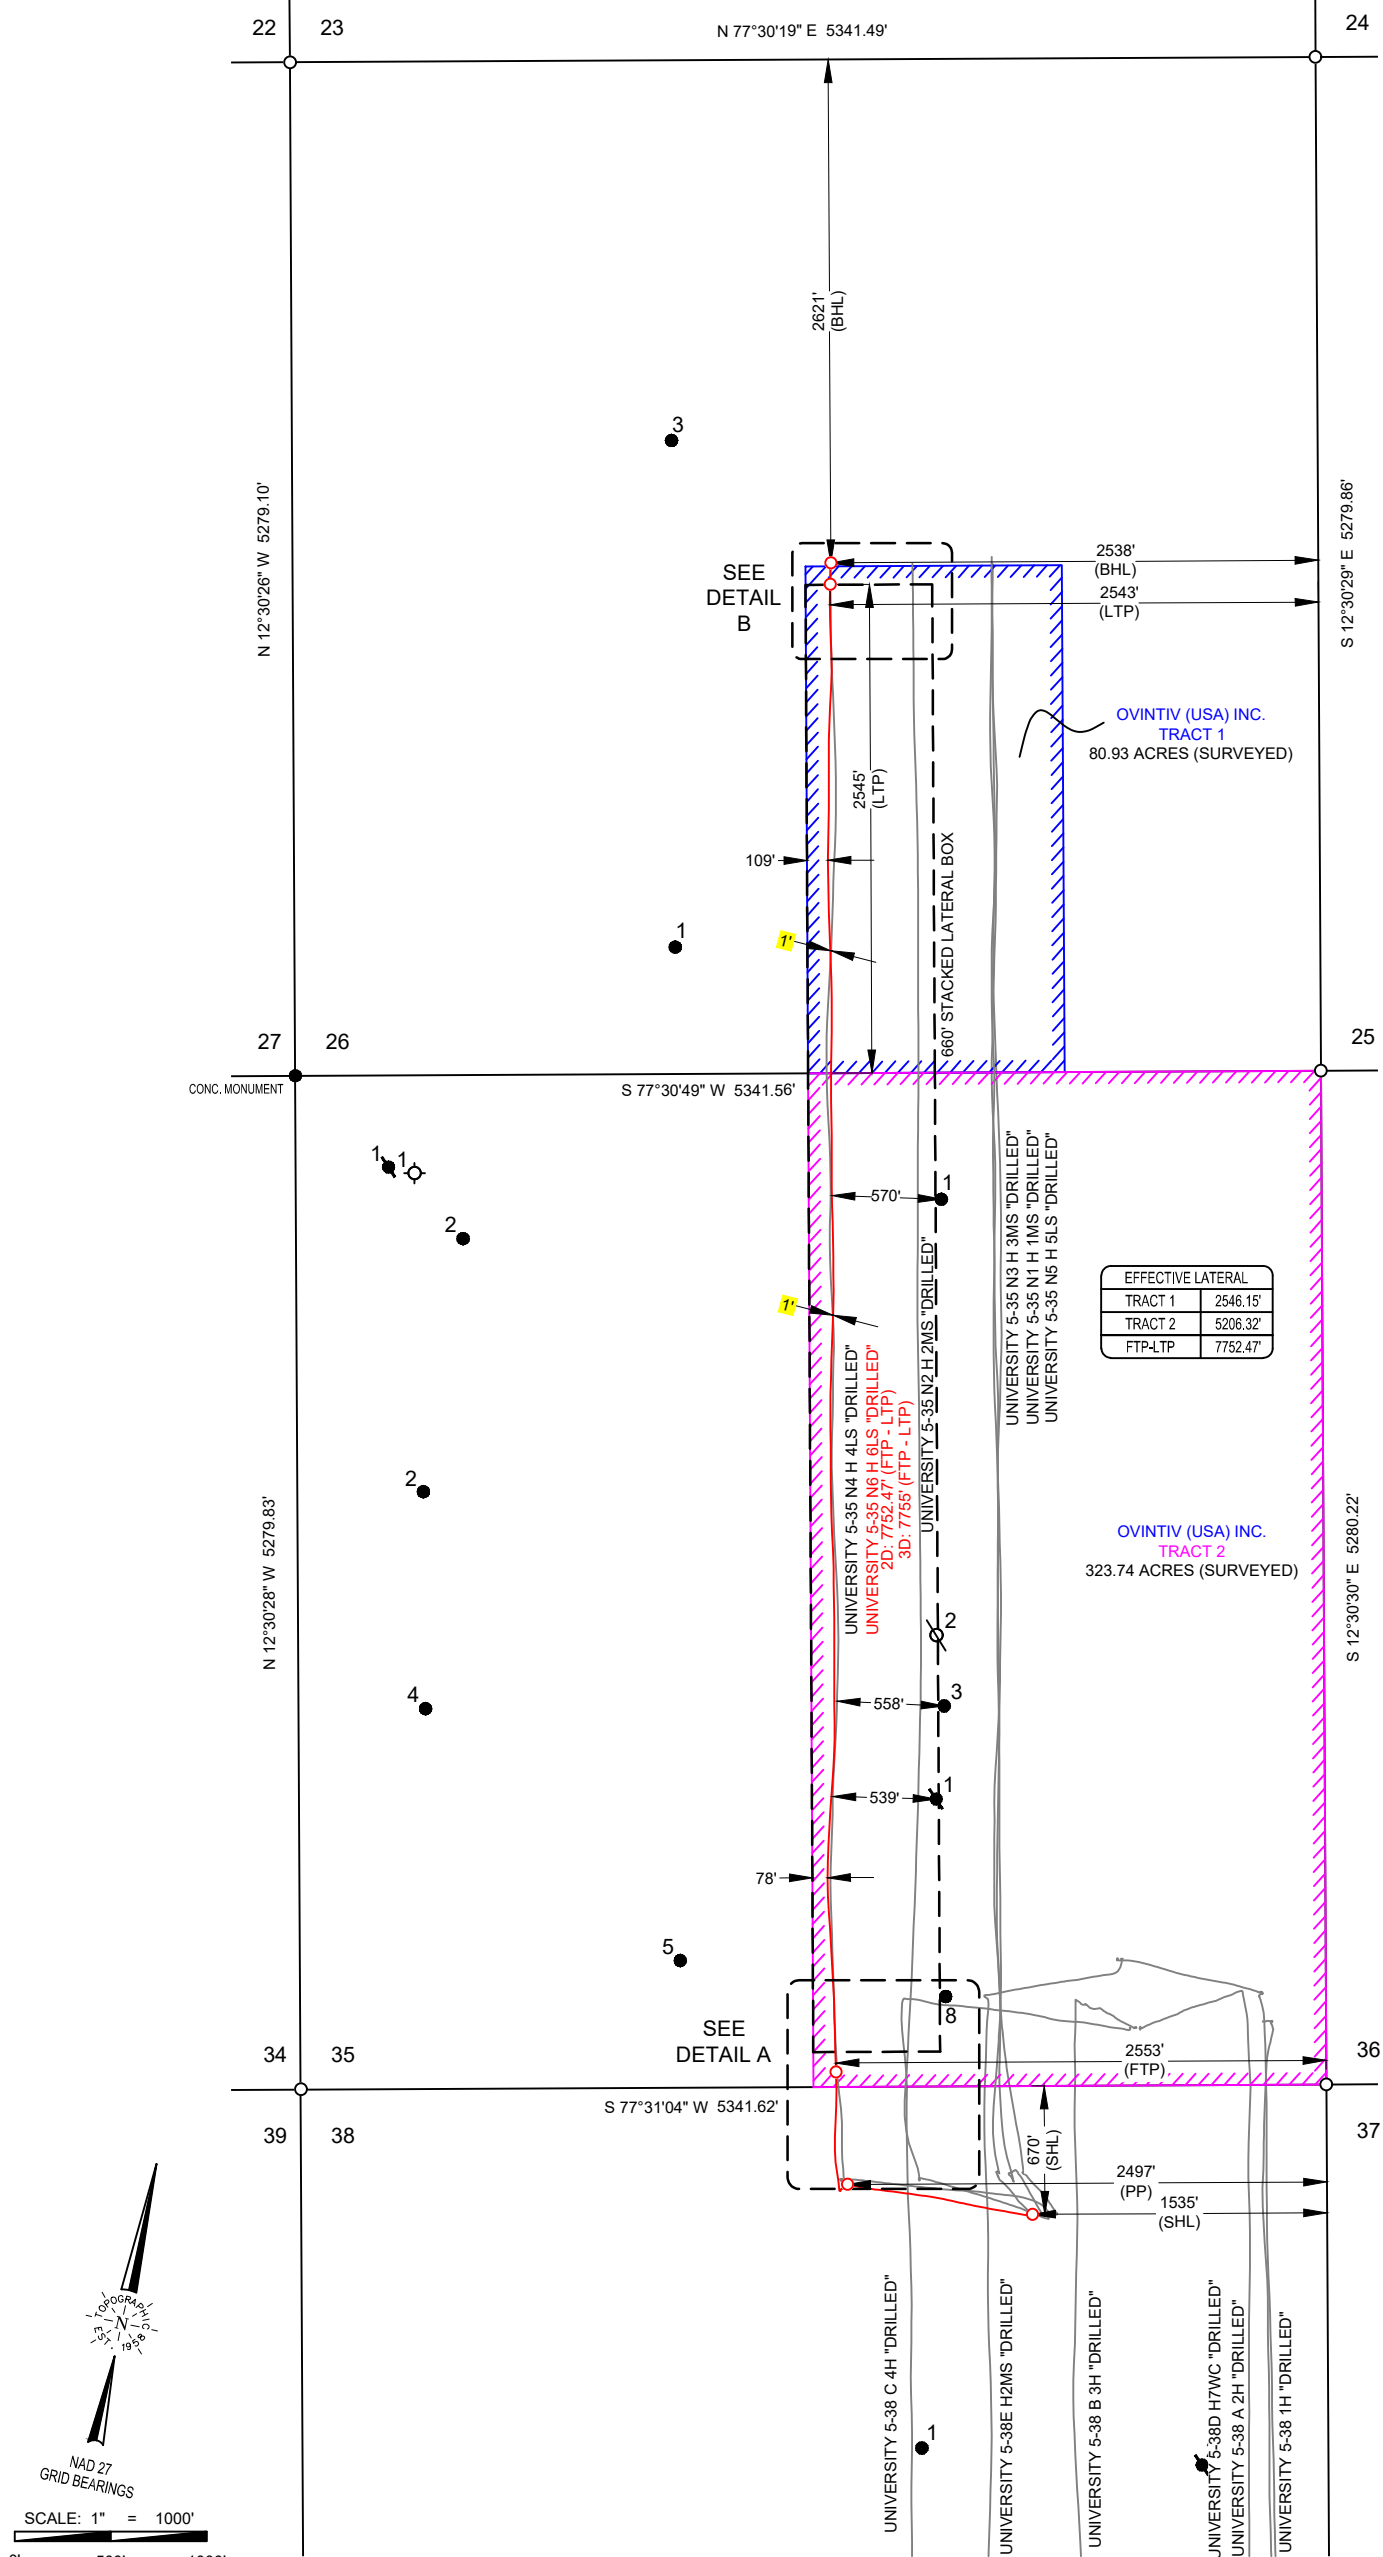 22
23
N 77°30'19" E 5341.49'
24
2621'
(BHL)
3
N 12°30'26" W 5279.10'
S 12°30'29" E 5279.86'
SEE
DETAIL
B
2538'
(BHL)
2543'
(LTP)
OVINTIV (USA) INC.
TRACT 1
80.93 ACRES (SURVEYED)
2545'
(LTP)
109'
660' STACKED LATERAL BOX
1
1'
27
26
25
CONC. MONUMENT
S 77°30'49" W 5341.56'
1
1
2
570'
1
UNIVERSITY 5-35 N3 H 3MS "DRILLED"
UNIVERSITY 5-35 N1 H 1MS "DRILLED"
UNIVERSITY 5-35 N5 H 5LS "DRILLED"
EFFECTIVE LATERAL
TRACT 1 2546.15'
TRACT 2 5206.32'
FTP-LTP 7752.47'
1'
UNIVERSITY 5-35 N4 H 4LS "DRILLED"
UNIVERSITY 5-35 N6 H 6LS "DRILLED"
2D: 7752.47' (FTP - LTP)
3D: 7755' (FTP - LTP)
UNIVERSITY 5-35 N2 H 2MS "DRILLED"
2
N 12°30'28" W 5279.83'
S 12°30'30" E 5280.22'
OVINTIV (USA) INC.
TRACT 2
323.74 ACRES (SURVEYED)
2
4
558'
3
539'
1
78'
5
8
SEE
DETAIL A
34
35
2553'
(FTP)
36
S 77°31'04" W 5341.62'
39
38
37
670'
(SHL)
2497'
(PP)
1535'
(SHL)
TOPOGRAPHIC
N
EST. 1958
NAD 27
GRID BEARINGS
SCALE: 1" = 1000'
UNIVERSITY 5-38 C 4H "DRILLED"
1
UNIVERSITY 5-38E H2MS "DRILLED"
UNIVERSITY 5-38 B 3H "DRILLED"
UNIVERSITY 5-38D H7WC "DRILLED"
UNIVERSITY 5-38 A 2H "DRILLED"
UNIVERSITY 5-38 1H "DRILLED"